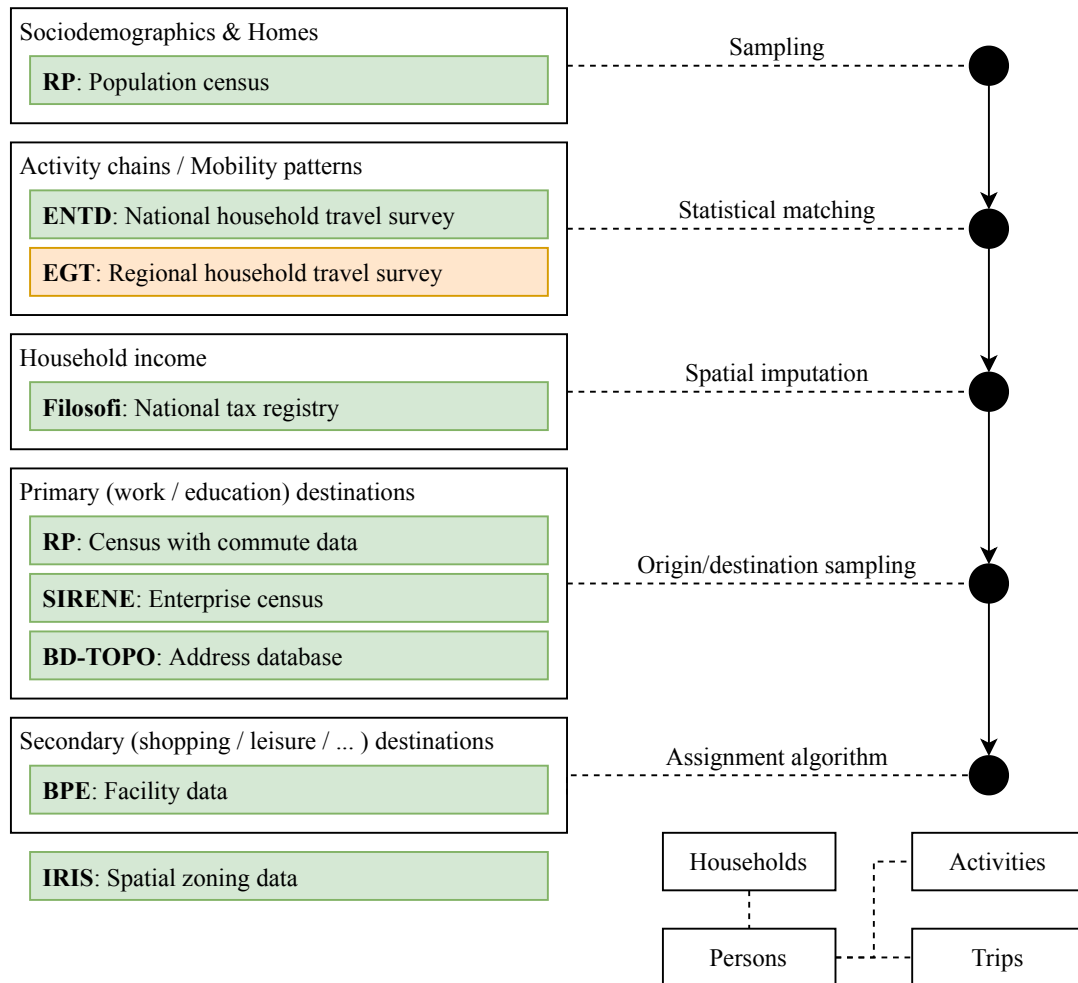 Sociodemographics & Homes
RP: Population census
Sampling
Activity chains / Mobility patterns
ENTD: National household travel survey
EGT: Regional household travel survey
Statistical matching
Household income
Filosofi: National tax registry
Spatial imputation
Primary (work / education) destinations
RP: Census with commute data
SIRENE: Enterprise census
BD-TOPO: Address database
Origin/destination sampling
Secondary (shopping / leisure / ... ) destinations
BPE: Facility data
Assignment algorithm
IRIS: Spatial zoning data
Households
Activities
Persons
Trips